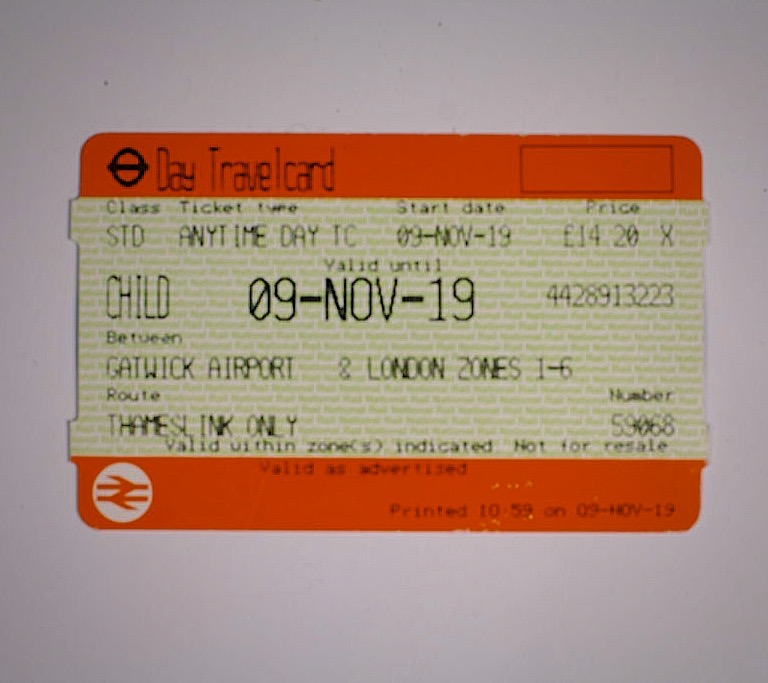 Day Travelcard
Class Ticket type Start date Price
STD ANYTIME DAY TC 09-NOV-19 £14 20 X
Valid until
CHILD 09-NOV-19 4428913223
Between
GATWICK AIRPORT & LONDON ZONES 1-6
Route Number
THAMESLINK ONLY 59068
Valid within zone(s) indicated Not for resale
Valid as advertised
Printed 10:59 on 09-NOV-19